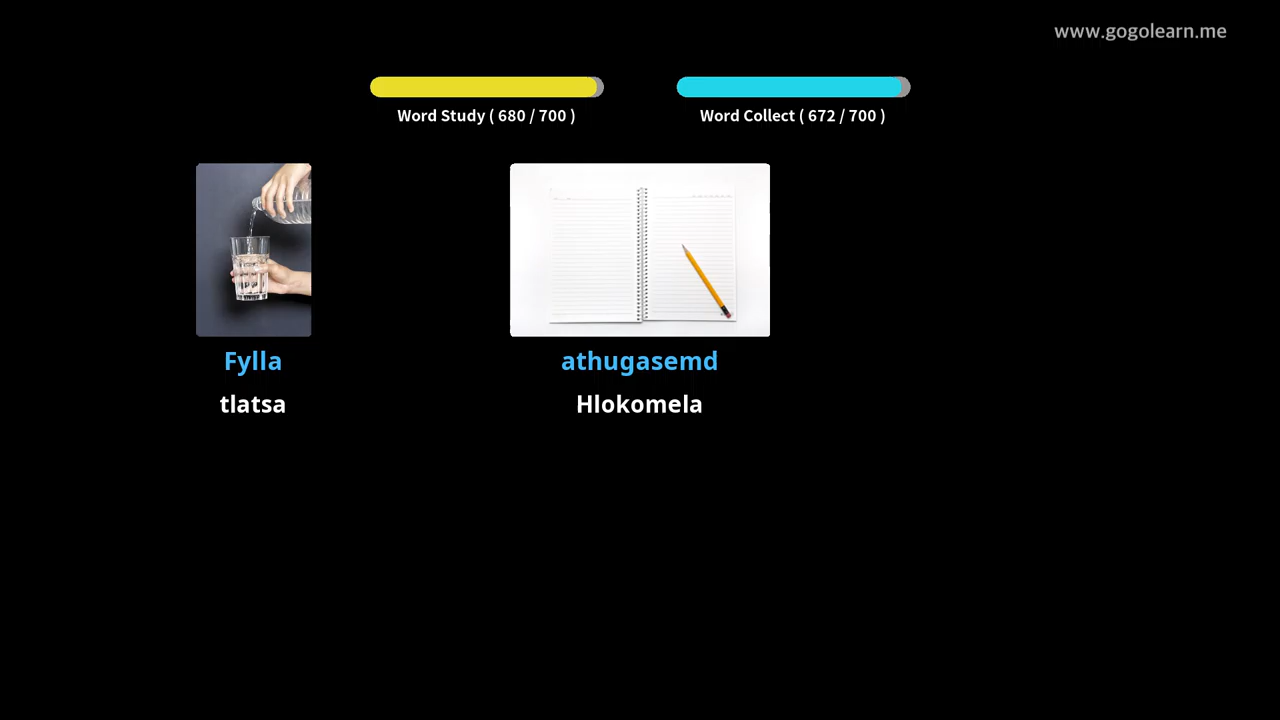 www.gogolearn.me
Word Study ( 680 / 700 )
Word Collect ( 672 / 700 )
Fylla
tlatsa
athugasemd
Hlokomela